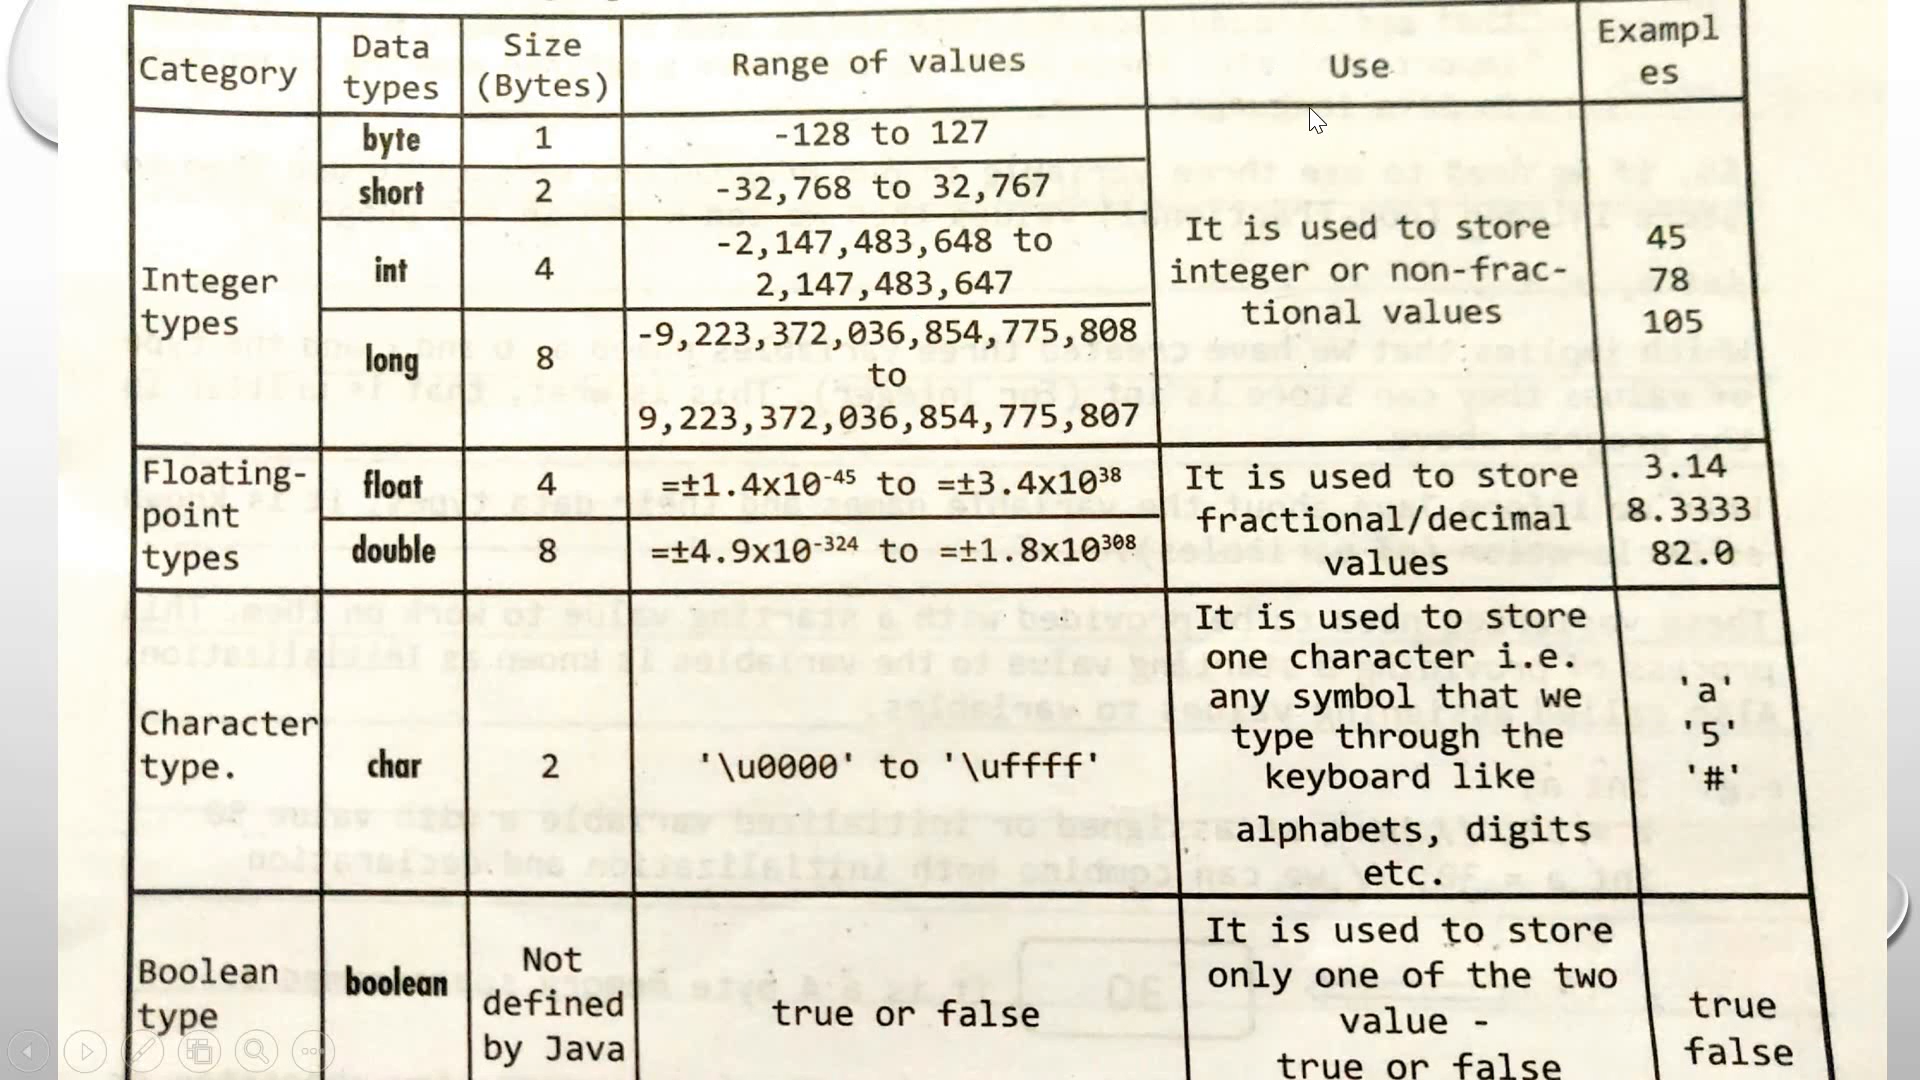 Category
Data
types
Size
(Bytes)
Range of values
Use
Exampl
es
Integer
types
byte
1
-128 to 127
short
2
-32,768 to 32,767
int
4
-2,147,483,648 to
2,147,483,647
long
8
-9,223,372,036,854,775,808
to
9,223,372,036,854,775,807
It is used to store
integer or non-frac-
tional values
45
78
105
Floating-
point
types
float
4
=±1.4x10⁻⁴⁵ to =±3.4x10³⁸
double
8
=±4.9x10⁻³²⁴ to =±1.8x10³⁰⁸
It is used to store
fractional/decimal
values
3.14
8.3333
82.0
Character
type.
char
2
'\u0000' to '\uffff'
It is used to store
one character i.e.
any symbol that we
type through the
keyboard like
alphabets, digits
etc.
'a'
'5'
'#'
Boolean
type
boolean
Not
defined
by Java
true or false
It is used to store
only one of the two
value -
true or false
true
false